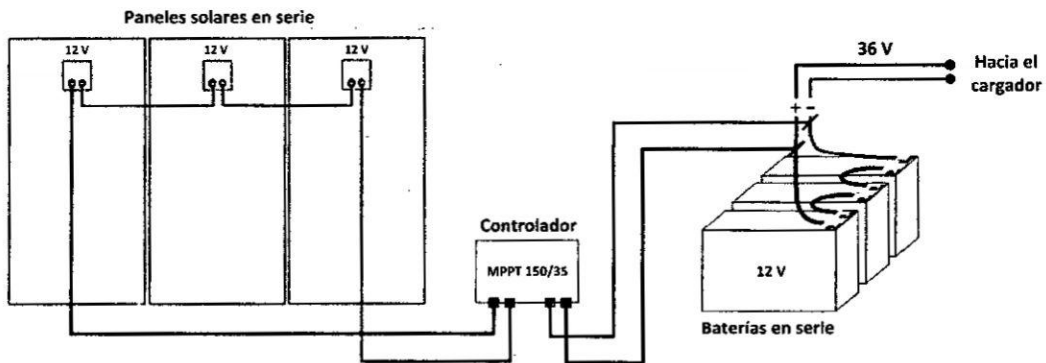 Paneles solares en serie
12 V
12 V
12 V
36 V
Hacia el
cargador
+ -
Controlador
MPPT 150/35
12 V
Baterías en serie